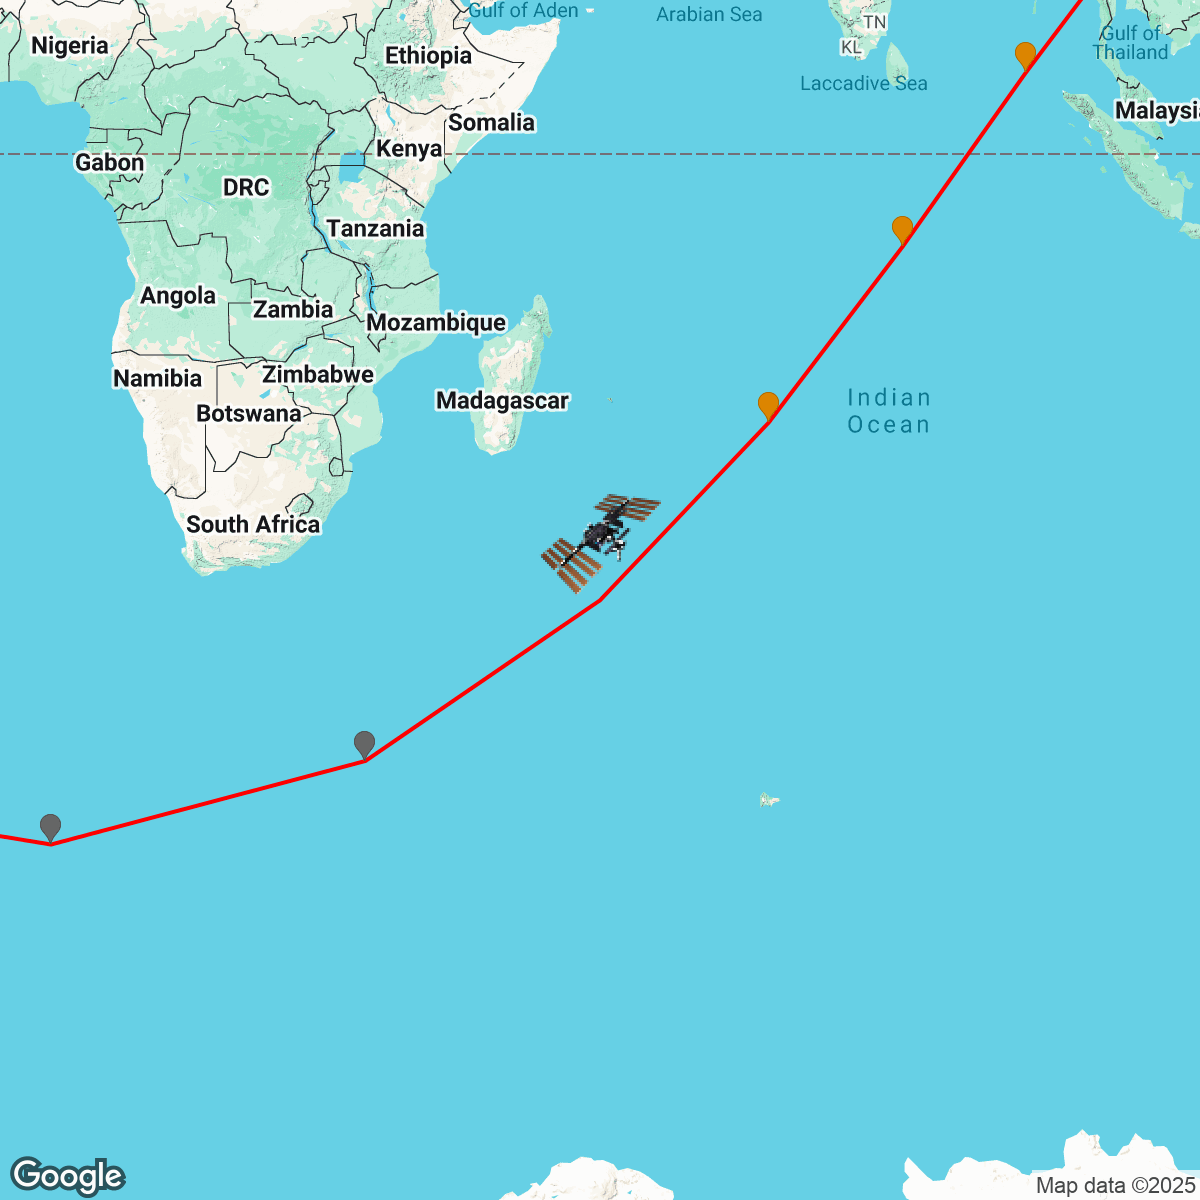 Gulf of Aden
Arabian Sea
TN
KL
Gulf of
Thailand
Nigeria
Ethiopia
Laccadive Sea
Malaysia
Somalia
Kenya
Gabon
DRC
Tanzania
Angola
Zambia
Mozambique
Namibia
Zimbabwe
Botswana
Madagascar
Indian
Ocean
South Africa
Google
Map data ©2025